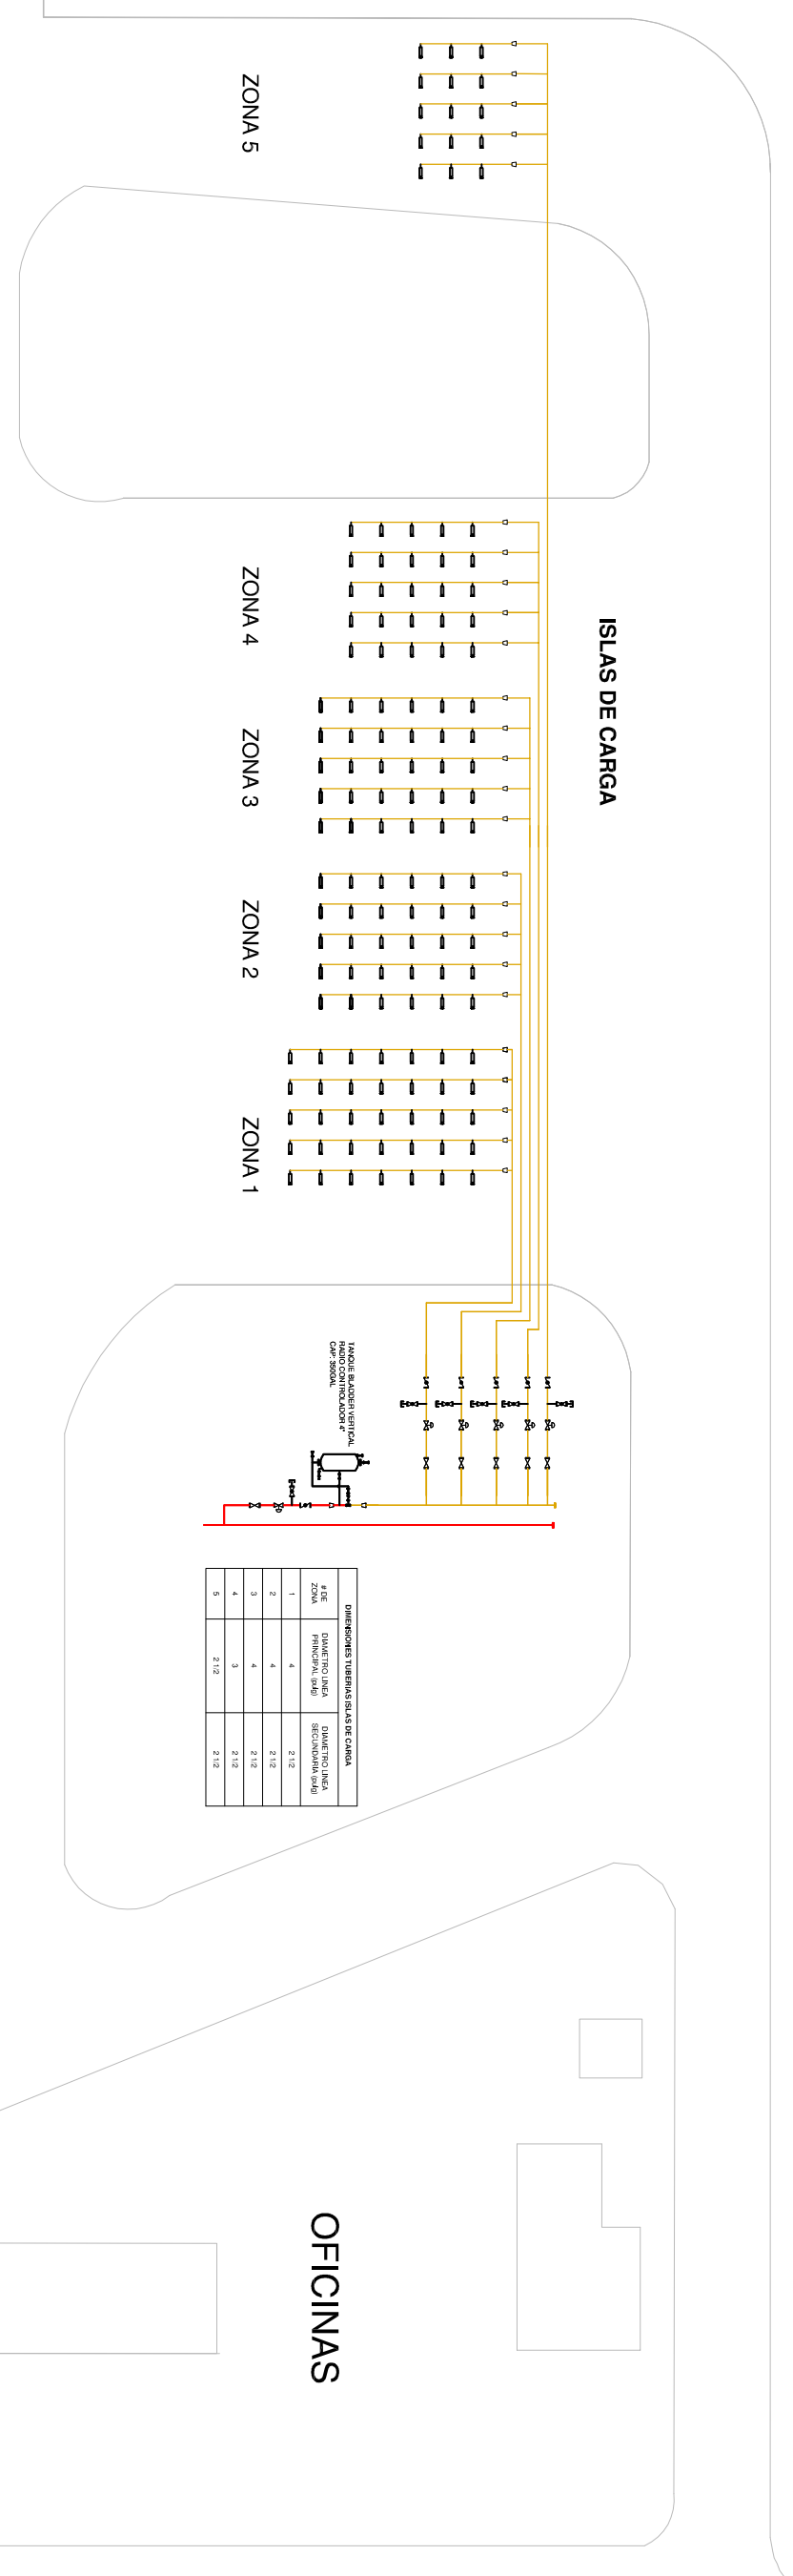 ISLAS DE CARGA
ZONA 5
ZONA 4
ZONA 3
ZONA 2
ZONA 1
TANQUE BLADDER VERTICAL
RADIO CONTROLADOR 4"
CAP: 350GAL
DIMENSIONES TUBERIAS ISLAS DE CARGA
# DE ZONA DIAMETRO LINEA PRINCIPAL (pulg) DIAMETRO LINEA SECUNDARIA (pulg)
1 4 2 1/2
2 4 2 1/2
3 4 2 1/2
4 3 2 1/2
5 2 1/2 2 1/2
OFICINAS